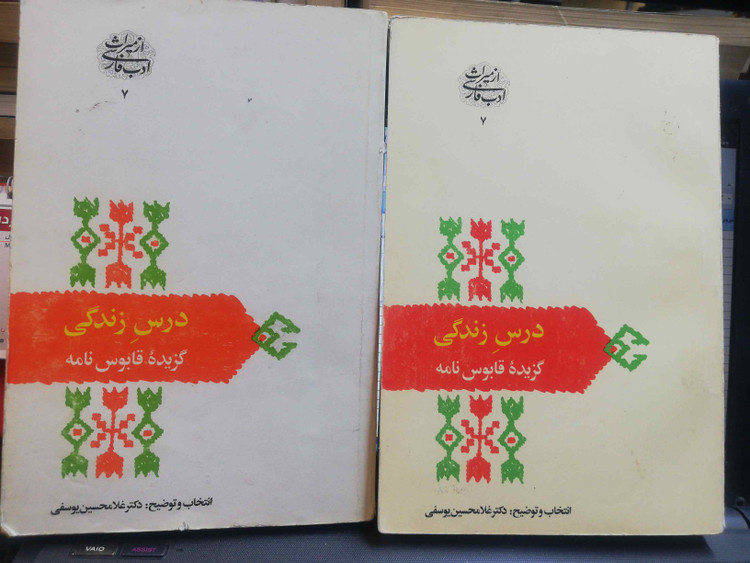 از میراث
ادب فارسی
۷
درسِ زندگی
گزیدهٔ قابوس نامه
انتخاب و توضیح: دکتر غلامحسین یوسفی
از میراث
ادب فارسی
۷
درسِ زندگی
گزیدهٔ قابوس نامه
انتخاب و توضیح: دکتر غلامحسین یوسفی
VAIO
ASSIST